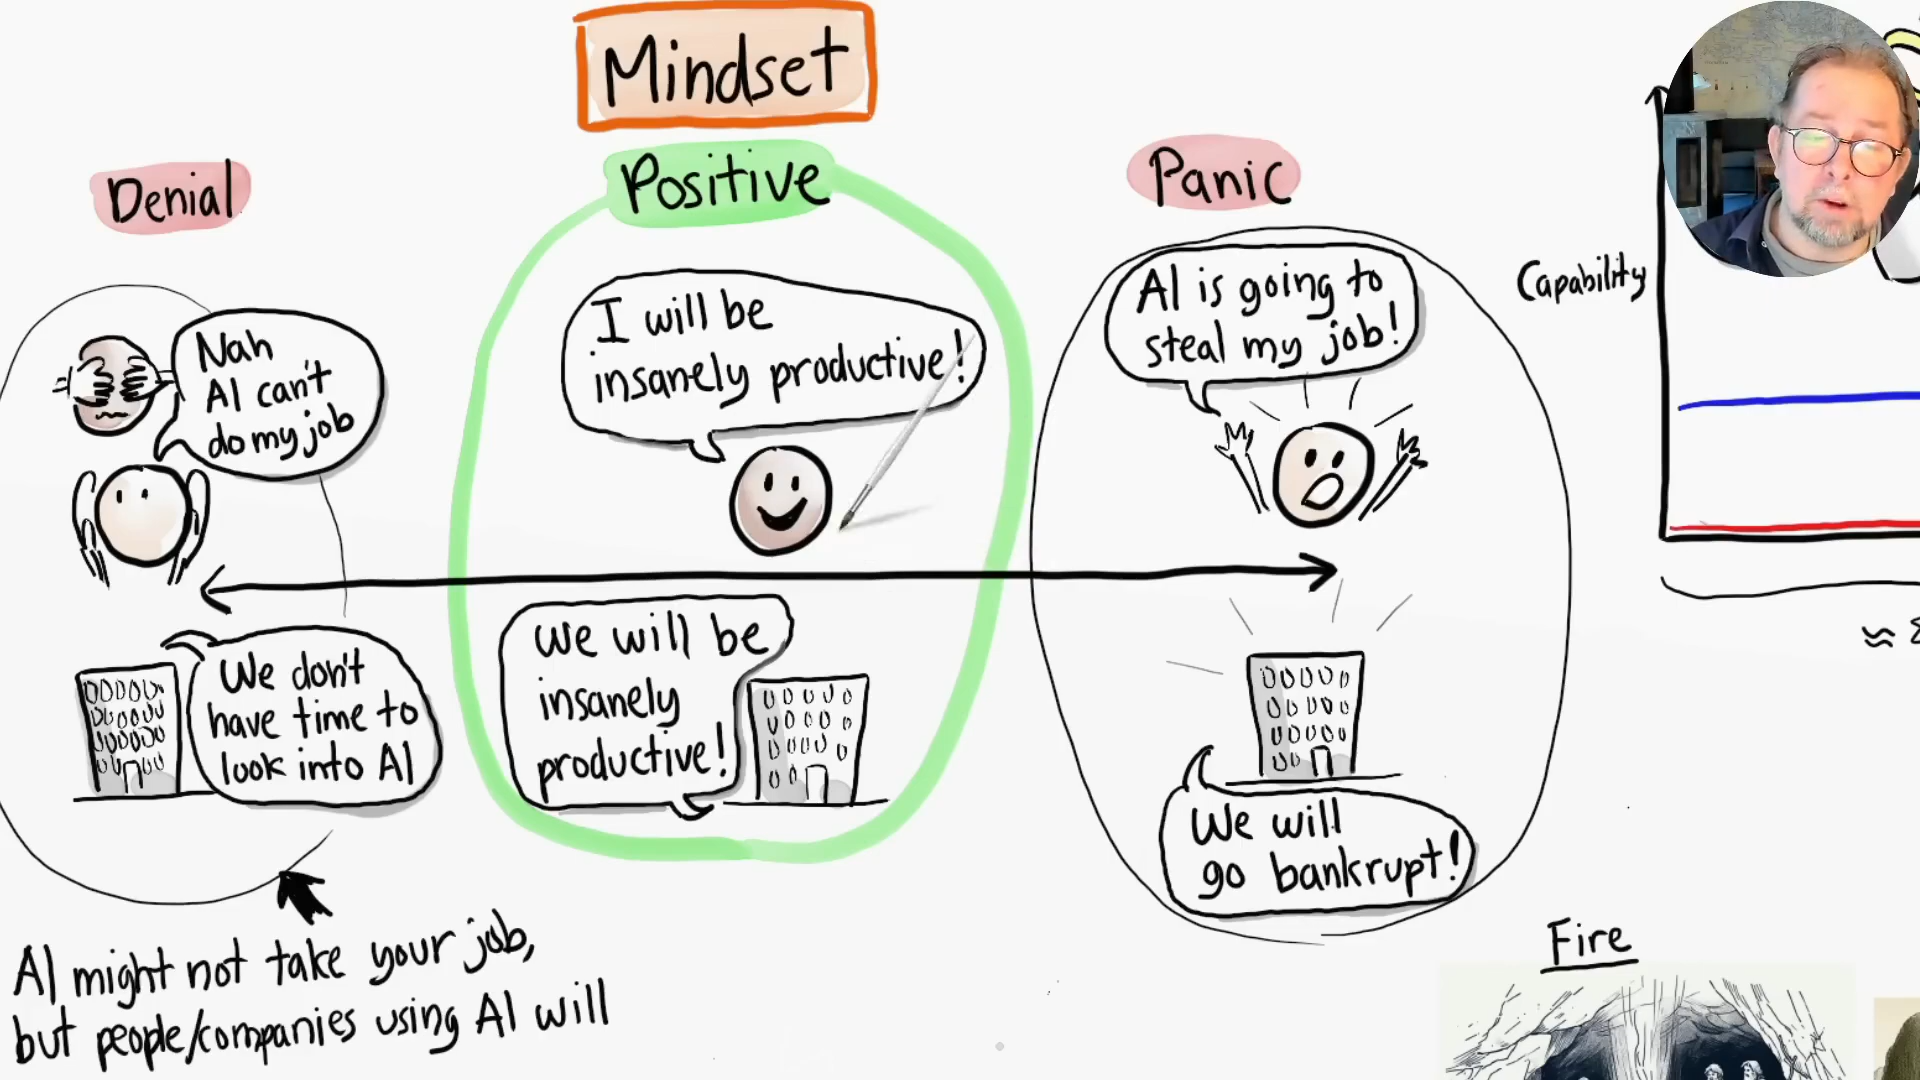 Mindset
Denial
Positive
Panic
Nah
AI can't
do my job
I will be
insanely productive!
AI is going to
steal my job!
Capability
We don't
have time to
look into AI
We will be
insanely
productive!
We will
go bankrupt!
AI might not take your job,
but people/companies using AI will
Fire
≈